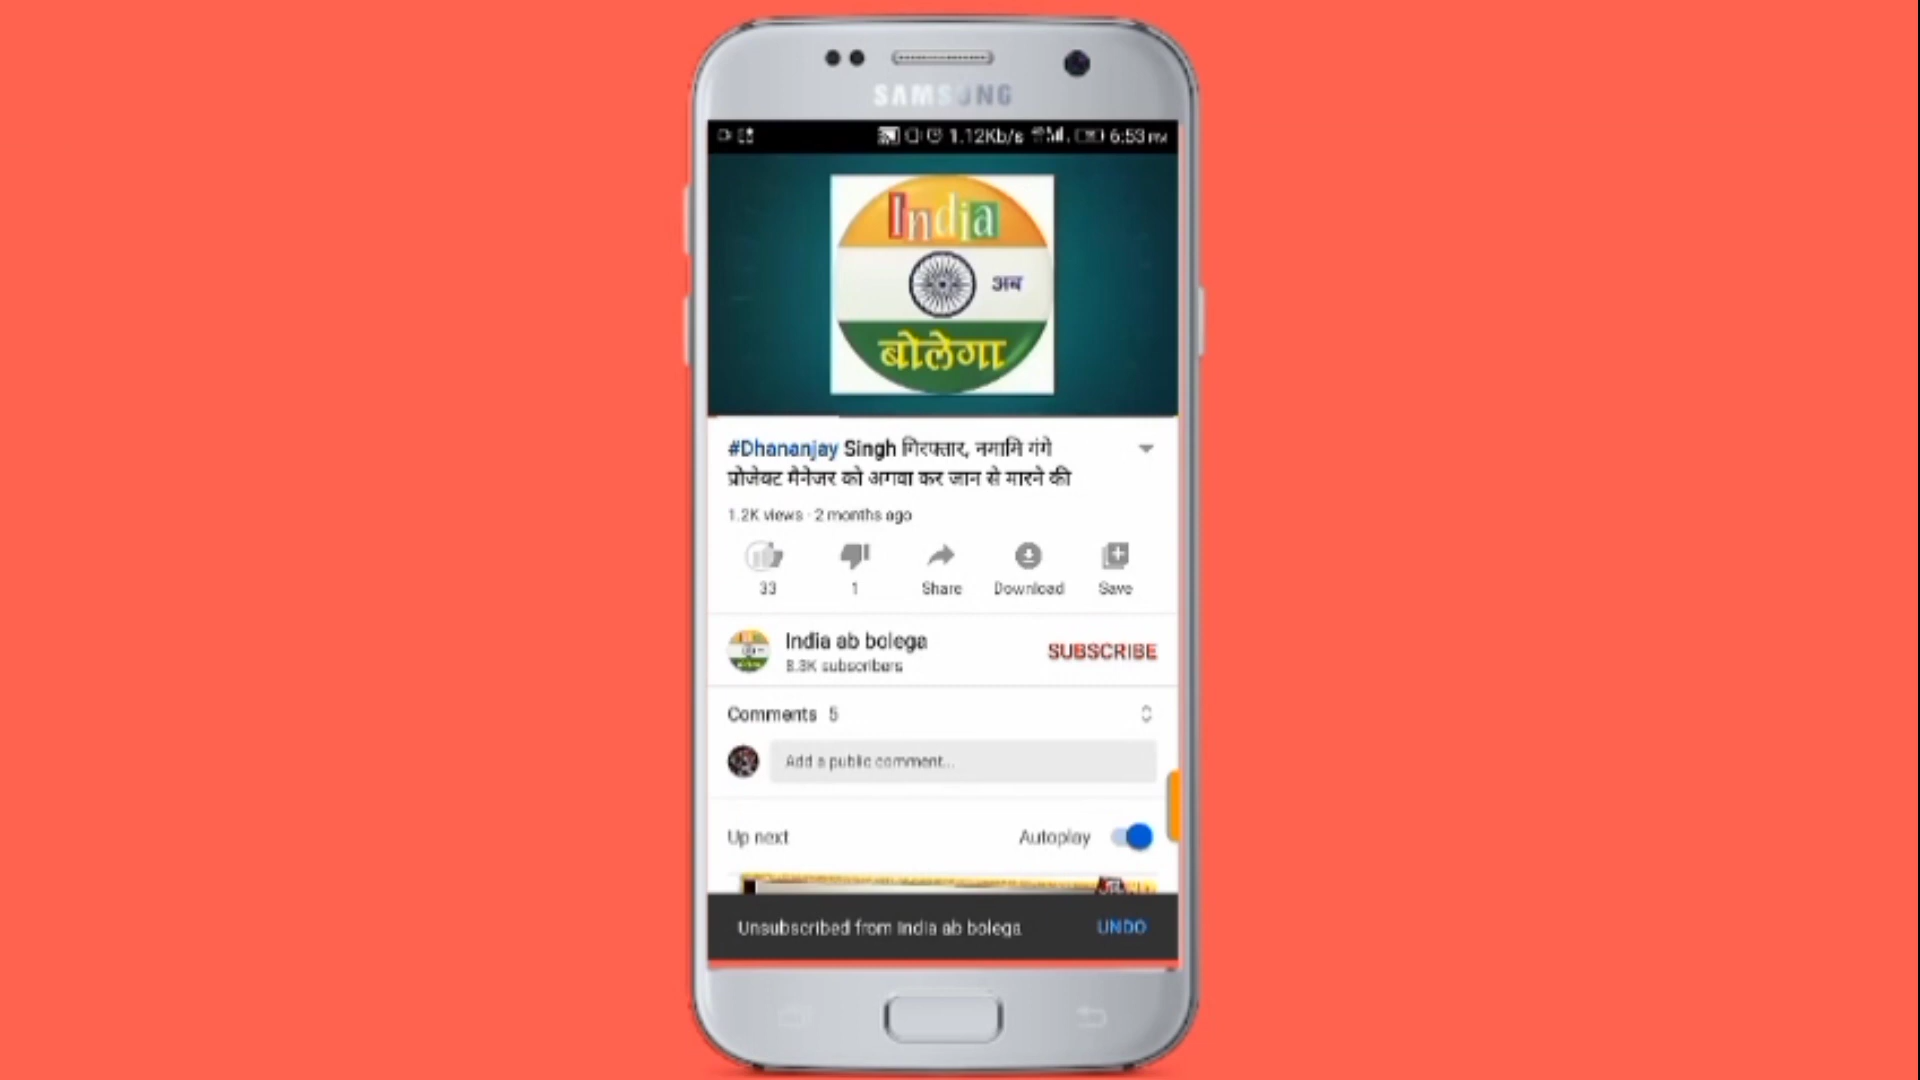 SAMSUNG
1.12Kb/s 6:53 PM
India
अब
बोलेगा
#Dhananjay Singh गिरफ्तार, नमामि गंगे
प्रोजेक्ट मैनेजर को अगवा कर जान से मारने की
1.2K views · 2 months ago
33 1 Share Download Save
India ab bolega
8.3K subscribers
SUBSCRIBE
Comments 5
Add a public comment...
Up next Autoplay
Unsubscribed from India ab bolega UNDO